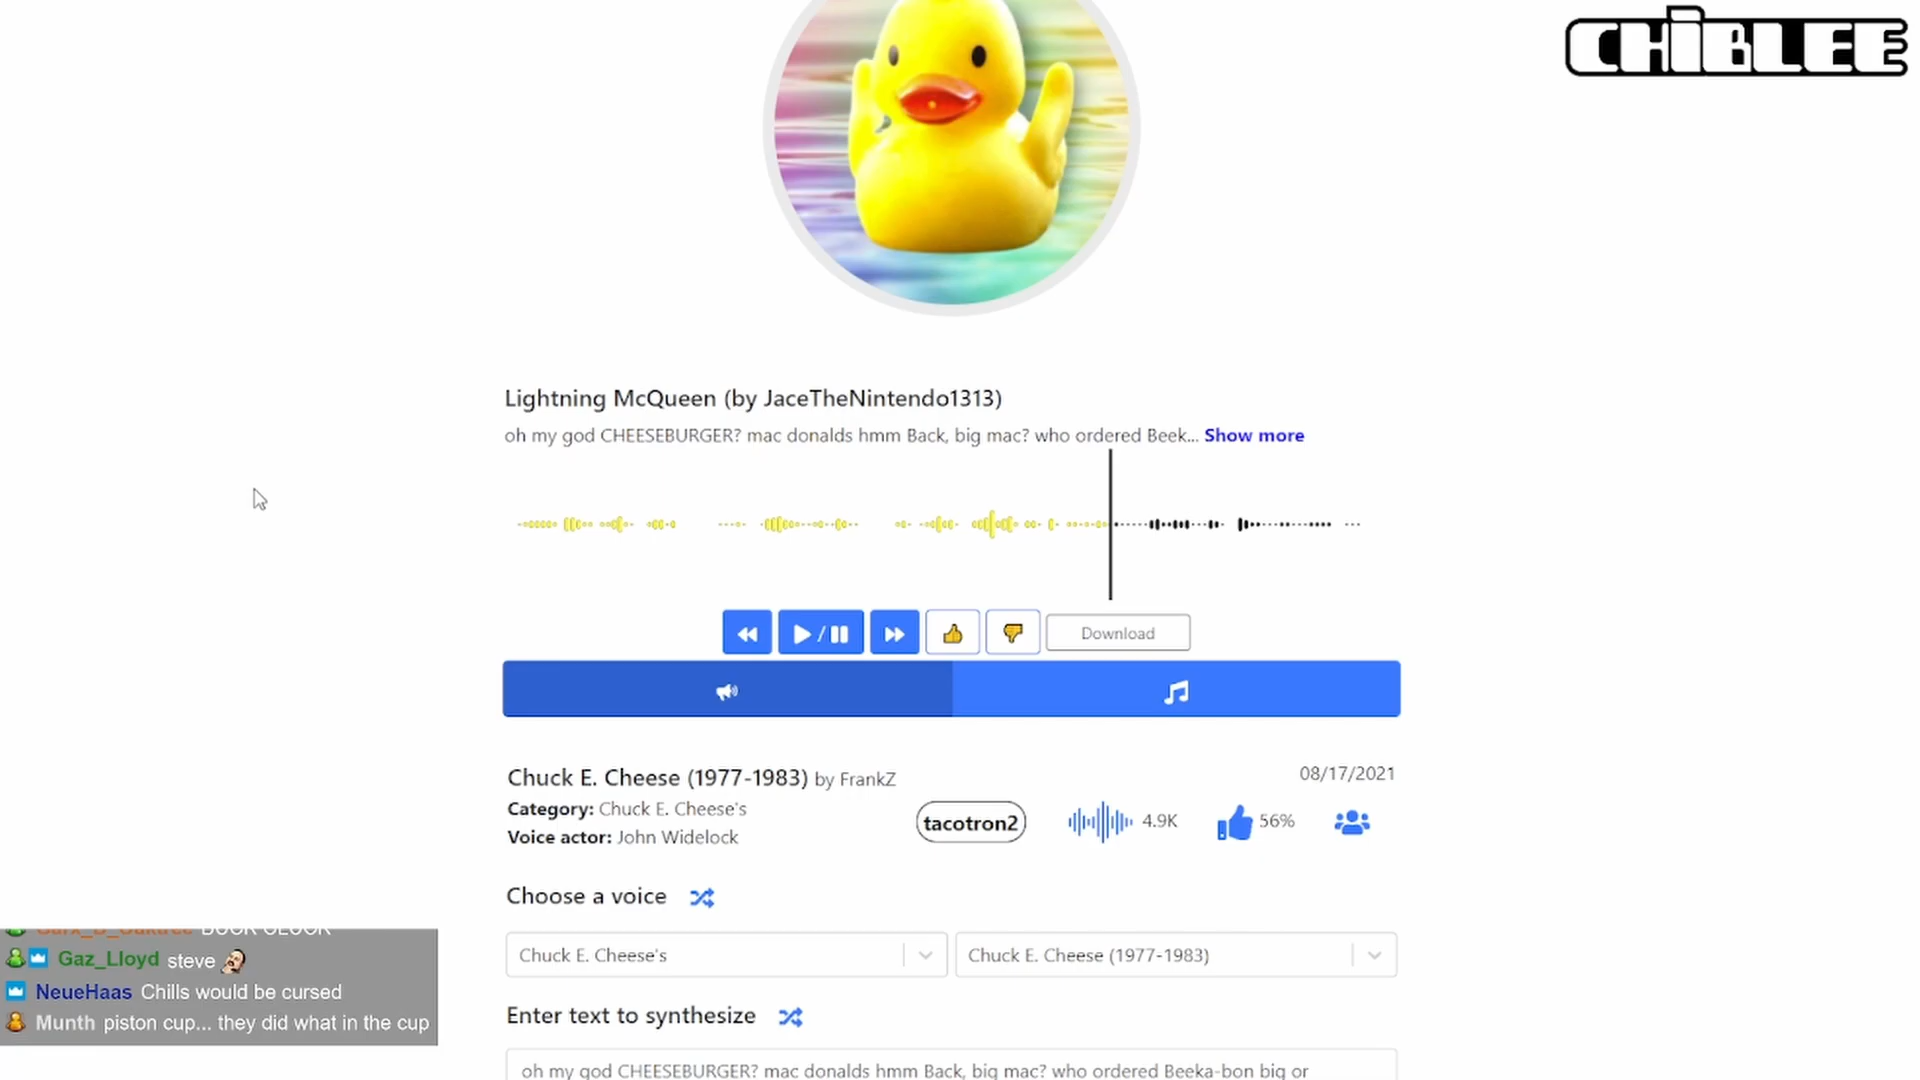 CHIBLEE
Lightning McQueen (by JaceTheNintendo1313)
oh my god CHEESEBURGER? mac donalds hmm Back, big mac? who ordered Beek... Show more
/
Download
Chuck E. Cheese (1977-1983) by FrankZ
08/17/2021
Category: Chuck E. Cheese's
Voice actor: John Widelock
tacotron2
4.9K
56%
Choose a voice
Chuck E. Cheese's
Chuck E. Cheese (1977-1983)
Enter text to synthesize
oh my god CHEESEBURGER? mac donalds hmm Back, big mac? who ordered Beeka-bon big or
Gaz_Lloyd steve
NeueHaas Chills would be cursed
Munth piston cup... they did what in the cup